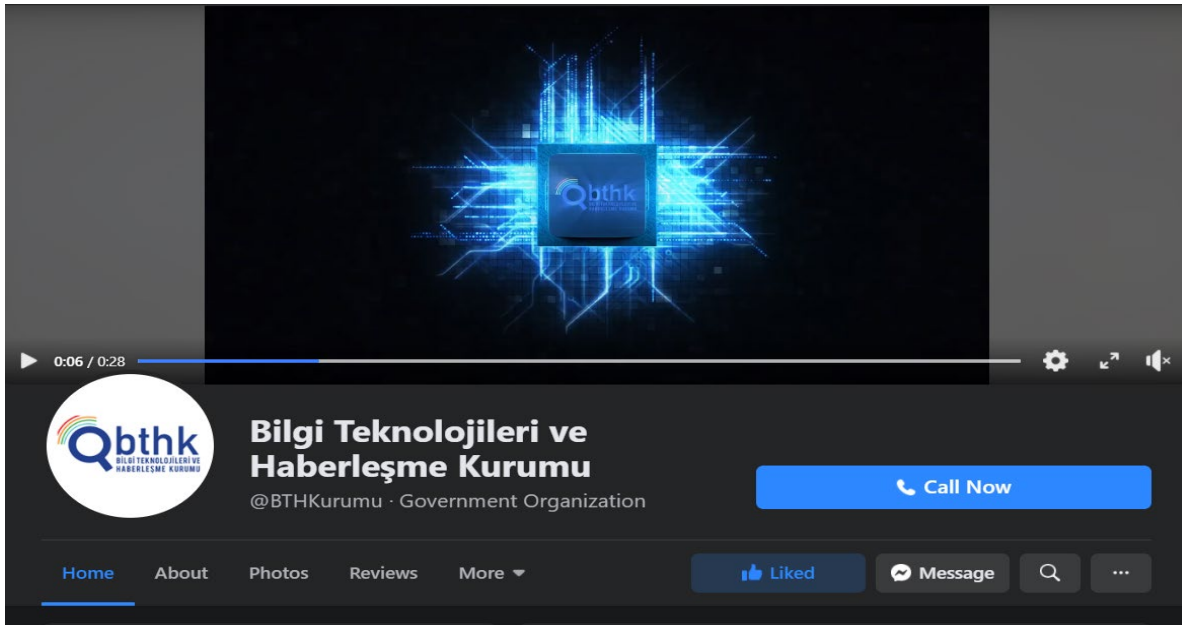 bthk
0:06 / 0:28
bthk
BİLGİ TEKNOLOJİLERİ VE
HABERLEŞME KURUMU
Bilgi Teknolojileri ve
Haberleşme Kurumu
@BTHKurumu · Government Organization
Call Now
Home About Photos Reviews More
Liked Message